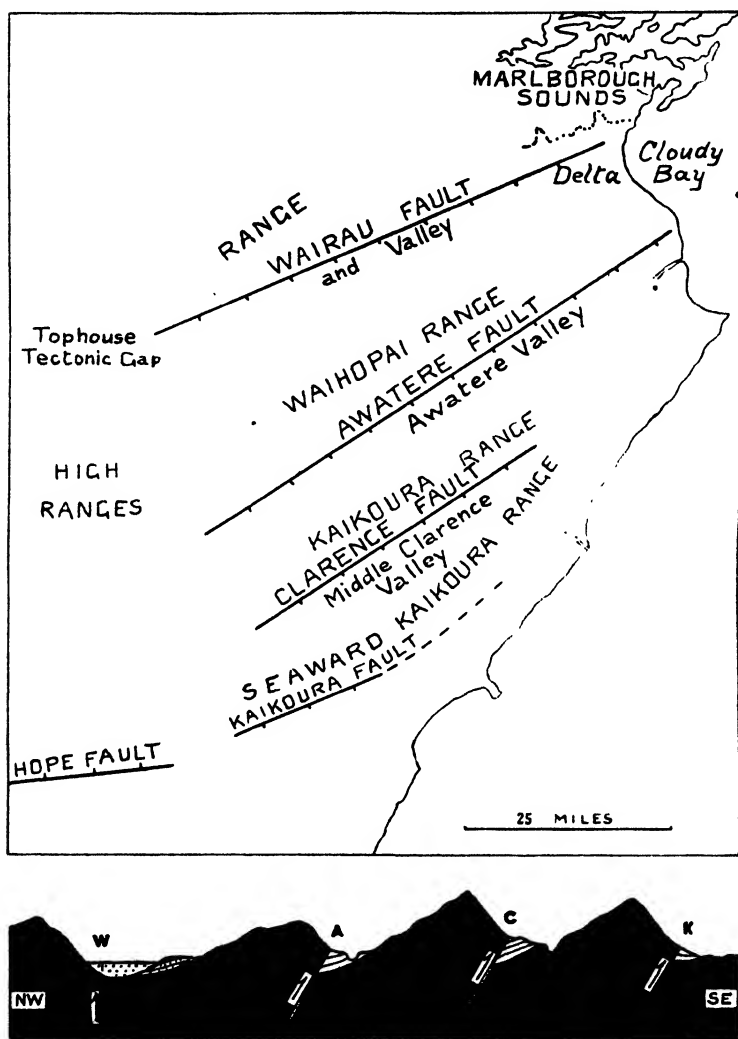 MARLBOROUGH
SOUNDS
Cloudy
Bay
Delta
RANGE
WAIRAU FAULT
and Valley
Tophouse
Tectonic Gap
WAIHOPAI RANGE
AWATERE FAULT
Awatere Valley
HIGH
RANGES
KAIKOURA RANGE
CLARENCE FAULT
Middle Clarence
Valley
SEAWARD KAIKOURA RANGE
KAIKOURA FAULT
HOPE FAULT
25 MILES
W
A
C
K
NW
SE